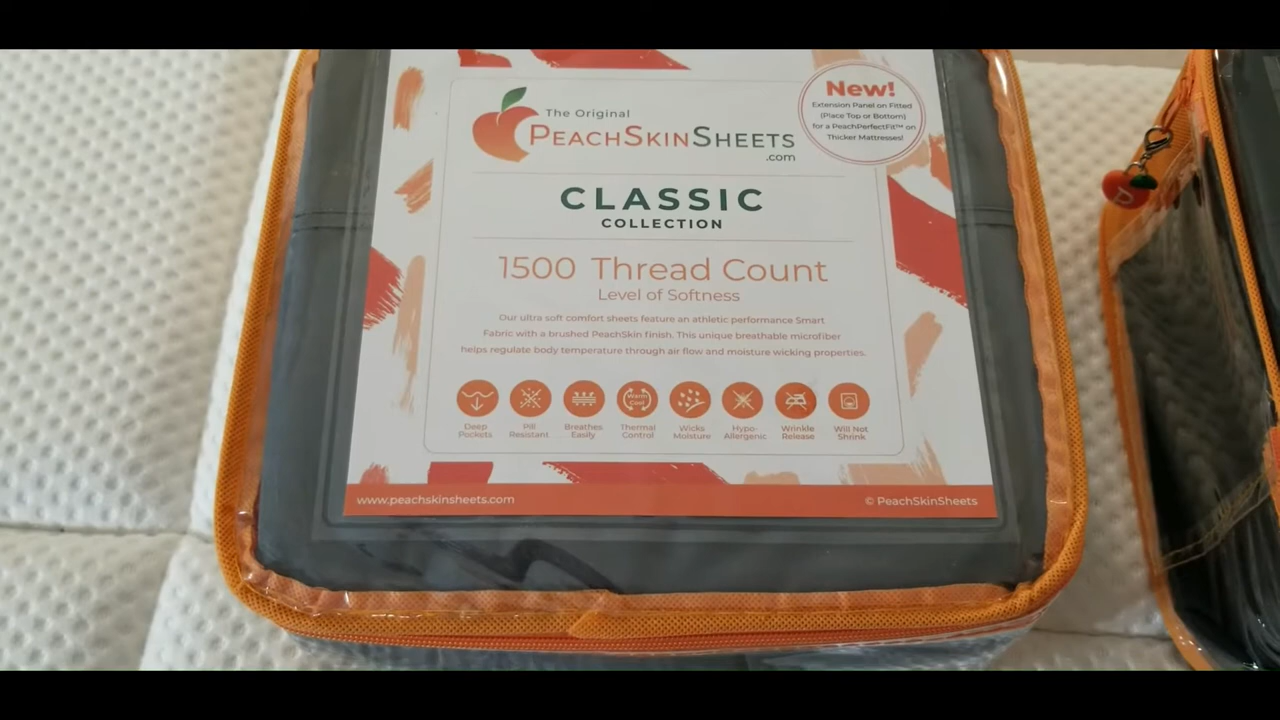 The Original
PEACHSKINSHEETS
.com
New!
Extension Panel on Fitted
(Place Top or Bottom)
for a PeachPerfectFit™ on
Thicker Mattresses!
CLASSIC
COLLECTION
1500 Thread Count
Level of Softness
Our ultra soft comfort sheets feature an athletic performance Smart
Fabric with a brushed PeachSkin finish. This unique breathable microfiber
helps regulate body temperature through air flow and moisture wicking properties.
Warm
Cool
Deep
Pockets
Pill
Resistant
Breathes
Easily
Thermal
Control
Wicks
Moisture
Hypo-
Allergenic
Wrinkle
Release
Will Not
Shrink
www.peachskinsheets.com
© PeachSkinSheets